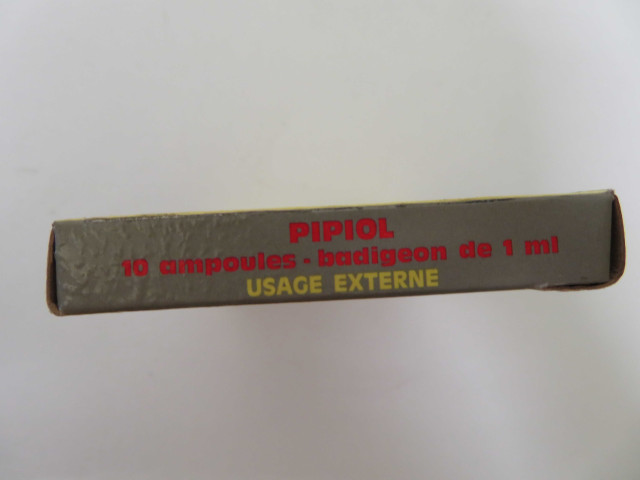 PIPIOL
10 ampoules - badigeon de 1 ml
USAGE EXTERNE